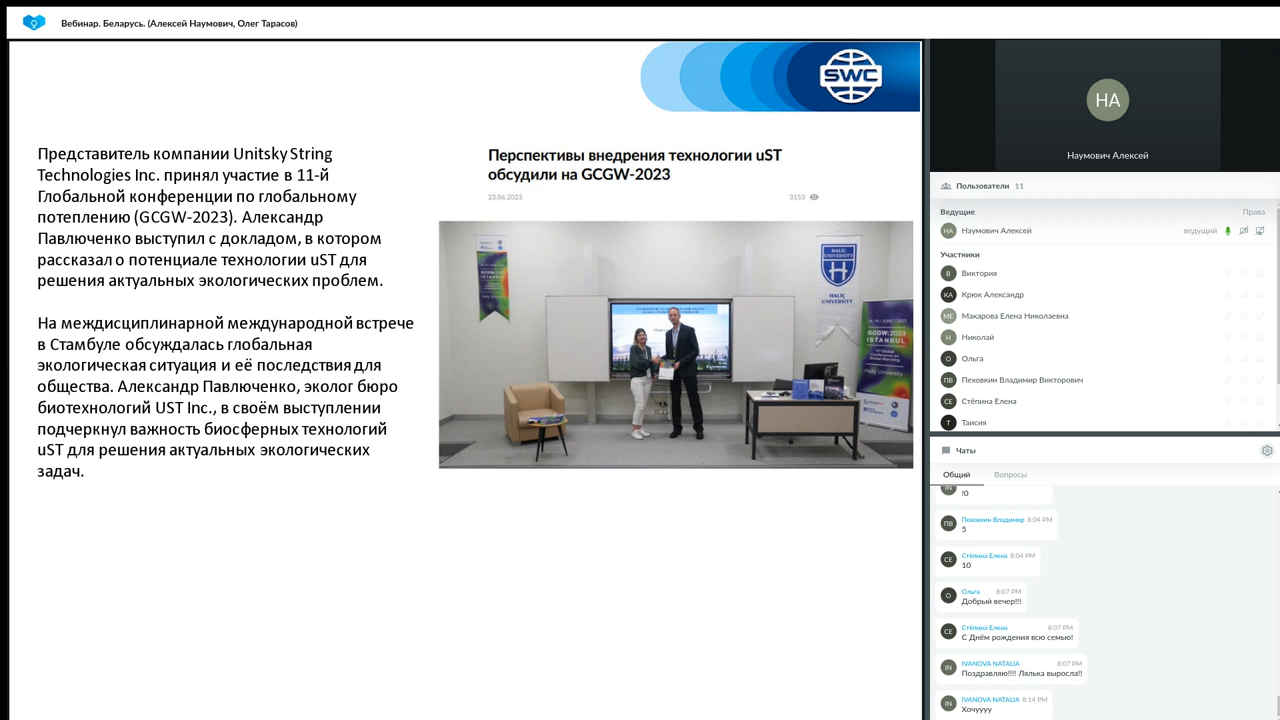 Вебинар. Беларусь. (Алексей Наумович, Олег Тарасов)
SWC
Представитель компании Unitsky String
Technologies Inc. принял участие в 11-й
Глобальной конференции по глобальному
потеплению (GCGW-2023). Александр
Павлюченко выступил с докладом, в котором
рассказал о потенциале технологии uST для
решения актуальных экологических проблем.
На междисциплинарной международной встрече
в Стамбуле обсуждалась глобальная
экологическая ситуация и её последствия для
общества. Александр Павлюченко, эколог бюро
биотехнологий UST Inc., в своём выступлении
подчеркнул важность биосферных технологий
uST для решения актуальных экологических
задач.
Перспективы внедрения технологии uST
обсудили на GCGW-2023
23.06.2023
3153
HALİÇ
UNIVERSITY
HALİÇ
UNIVERSITY
GCGW-2023
ISTANBUL
НА
Наумович Алексей
Пользователи 11
Ведущие
Права
НА Наумович Алексей ведущий
Участники
В Виктория
КА Крюк Александр
МЕ Макарова Елена Николаевна
Н Николай
О Ольга
ПВ Пеховкин Владимир Викторович
СЕ Стёпина Елена
Т Таисия
Чаты
Общий
Вопросы
IN
!0
ПВ Пеховкин Владимир 8:04 PM
5
СЕ Стёпина Елена 8:04 PM
10
О Ольга 8:07 PM
Добрый вечер!!!
СЕ Стёпина Елена 8:07 PM
С Днём рождения всю семью!
IN IVANOVA NATALIA 8:07 PM
Поздравляю!!!! Лялька выросла!!
IN IVANOVA NATALIA 8:14 PM
Хочуууу